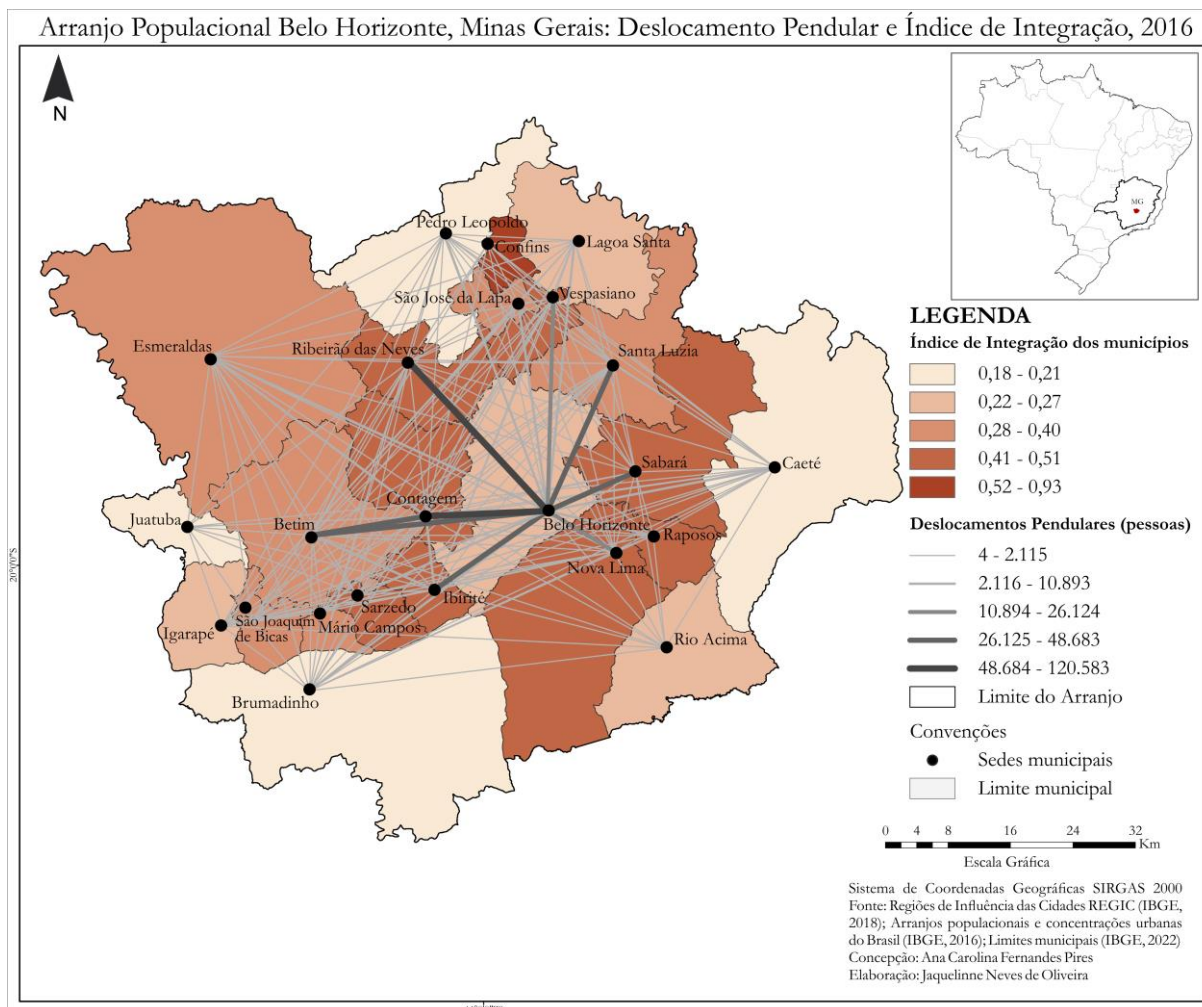 Arranjo Populacional Belo Horizonte, Minas Gerais: Deslocamento Pendular e Índice de Integração, 2016
N
MG
Pedro Leopoldo
Confins
Lagoa Santa
São José da Lapa
Vespasiano
Esmeraldas
Ribeirão das Neves
Santa Luzia
Caeté
Sabará
Juatuba
Betim
Contagem
Belo Horizonte
Raposos
Nova Lima
Ibirité
Sarzedo
São Joaquim
de Bicas
Mário Campos
Igarapé
Rio Acima
Brumadinho
20°0'0"S
LEGENDA
Índice de Integração dos municípios
0,18 - 0,21
0,22 - 0,27
0,28 - 0,40
0,41 - 0,51
0,52 - 0,93
Deslocamentos Pendulares (pessoas)
4 - 2.115
2.116 - 10.893
10.894 - 26.124
26.125 - 48.683
48.684 - 120.583
Limite do Arranjo
Convenções
Sedes municipais
Limite municipal
0 4 8 16 24 32
Km
Escala Gráfica
Sistema de Coordenadas Geográficas SIRGAS 2000
Fonte: Regiões de Influência das Cidades REGIC (IBGE,
2018); Arranjos populacionais e concentrações urbanas
do Brasil (IBGE, 2016); Limites municipais (IBGE, 2022)
Concepção: Ana Carolina Fernandes Pires
Elaboração: Jaquelinne Neves de Oliveira